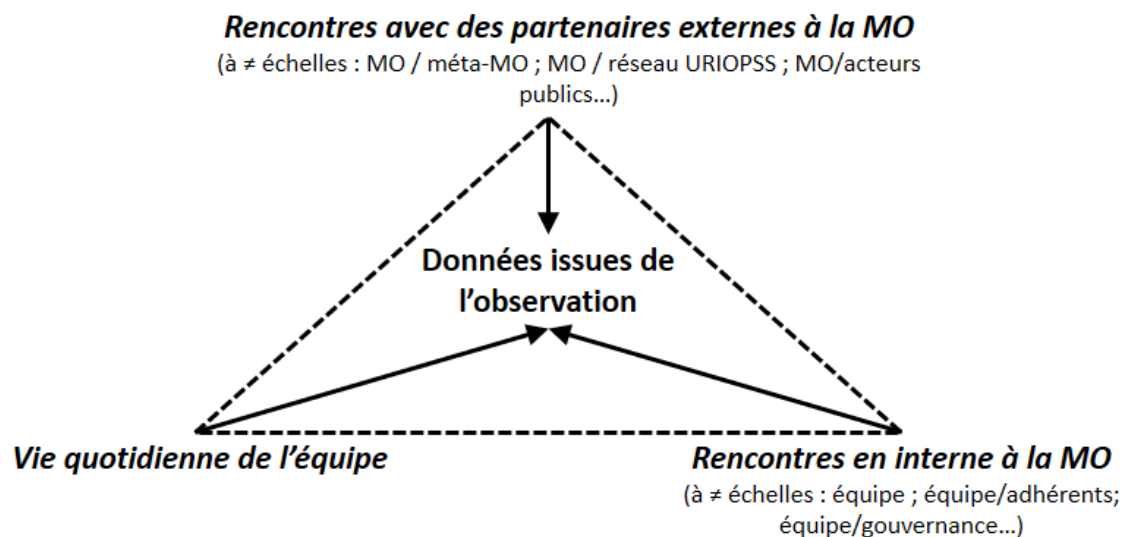 Rencontres avec des partenaires externes à la MO
(à ≠ échelles : MO / méta-MO ; MO / réseau URIOPSS ; MO/acteurs
publics…)
Données issues de
l’observation
Vie quotidienne de l’équipe
Rencontres en interne à la MO
(à ≠ échelles : équipe ; équipe/adhérents;
équipe/gouvernance…)